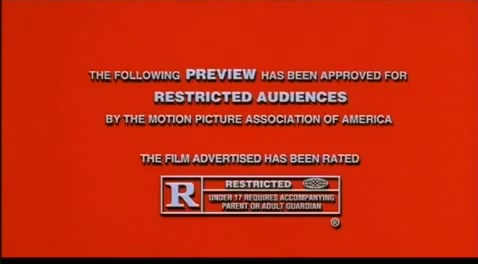 THE FOLLOWING PREVIEW HAS BEEN APPROVED FOR
RESTRICTED AUDIENCES
BY THE MOTION PICTURE ASSOCIATION OF AMERICA
THE FILM ADVERTISED HAS BEEN RATED
R RESTRICTED
UNDER 17 REQUIRES ACCOMPANYING
PARENT OR ADULT GUARDIAN
®